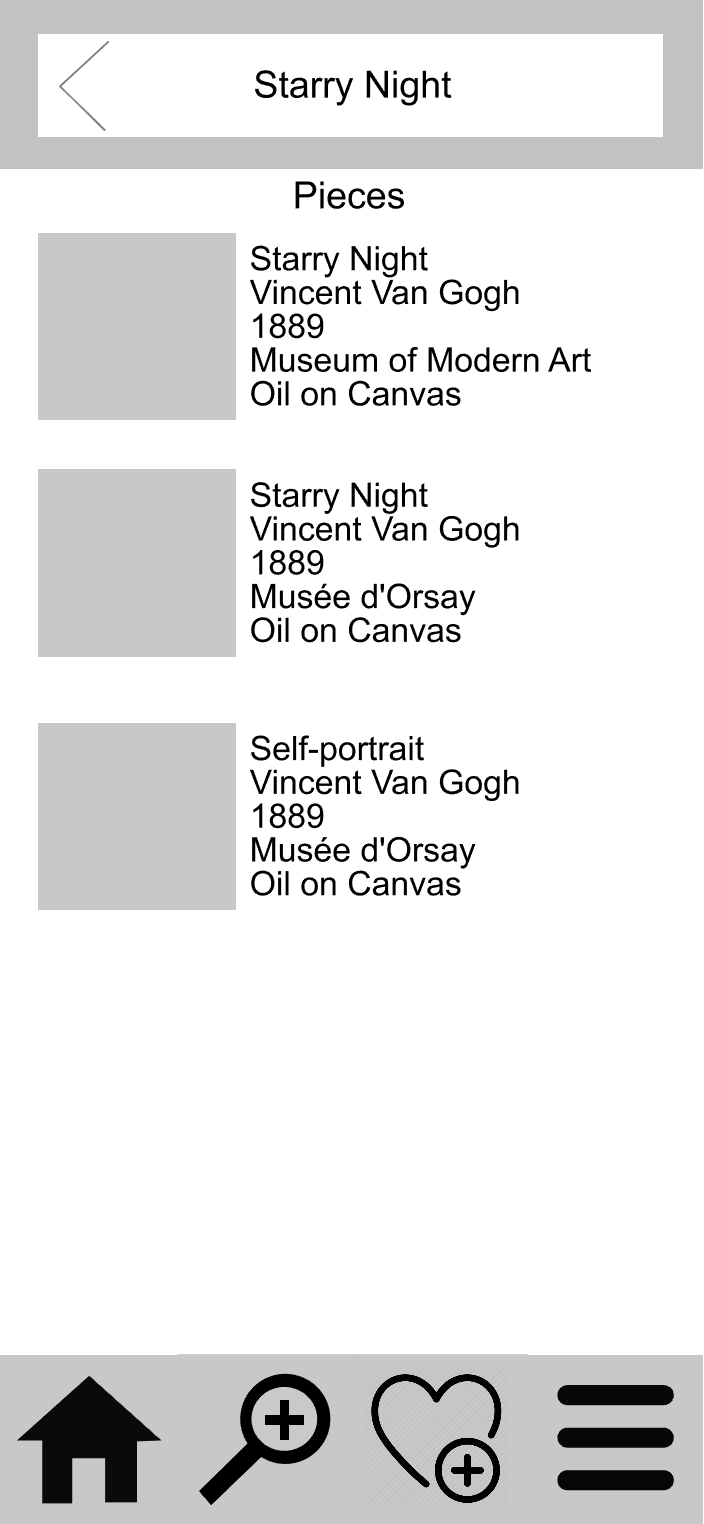 Starry Night
Pieces
Starry Night
Vincent Van Gogh
1889
Museum of Modern Art
Oil on Canvas
Starry Night
Vincent Van Gogh
1889
Musée d'Orsay
Oil on Canvas
Self-portrait
Vincent Van Gogh
1889
Musée d'Orsay
Oil on Canvas